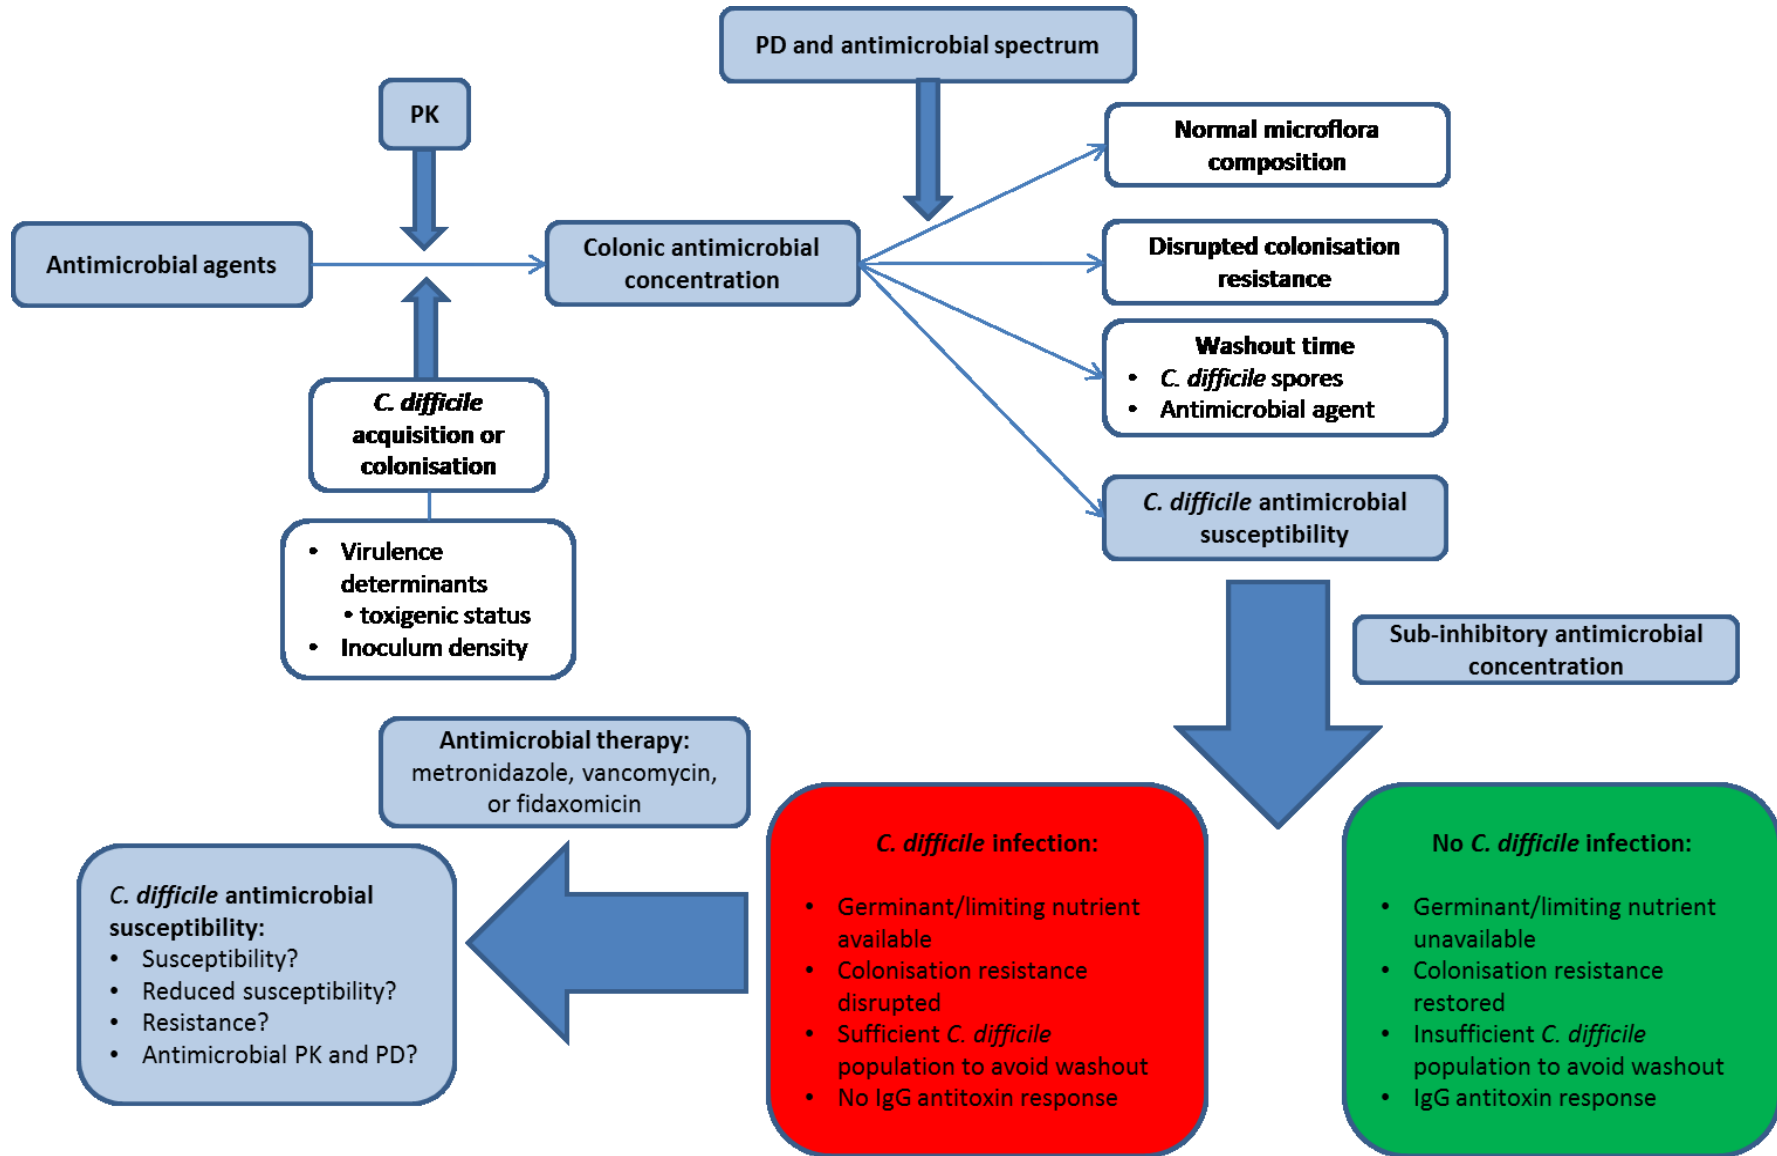 PD and antimicrobial spectrum
PK
Normal microflora
composition
Antimicrobial agents
Colonic antimicrobial
concentration
Disrupted colonisation
resistance
Washout time
• C. difficile spores
• Antimicrobial agent
C. difficile
acquisition or
colonisation
C. difficile antimicrobial
susceptibility
• Virulence
determinants
• toxigenic status
• Inoculum density
Sub-inhibitory antimicrobial
concentration
Antimicrobial therapy:
metronidazole, vancomycin,
or fidaxomicin
C. difficile antimicrobial
susceptibility:
• Susceptibility?
• Reduced susceptibility?
• Resistance?
• Antimicrobial PK and PD?
C. difficile infection:
• Germinant/limiting nutrient
available
• Colonisation resistance
disrupted
• Sufficient C. difficile
population to avoid washout
• No IgG antitoxin response
No C. difficile infection:
• Germinant/limiting nutrient
unavailable
• Colonisation resistance
restored
• Insufficient C. difficile
population to avoid washout
• IgG antitoxin response